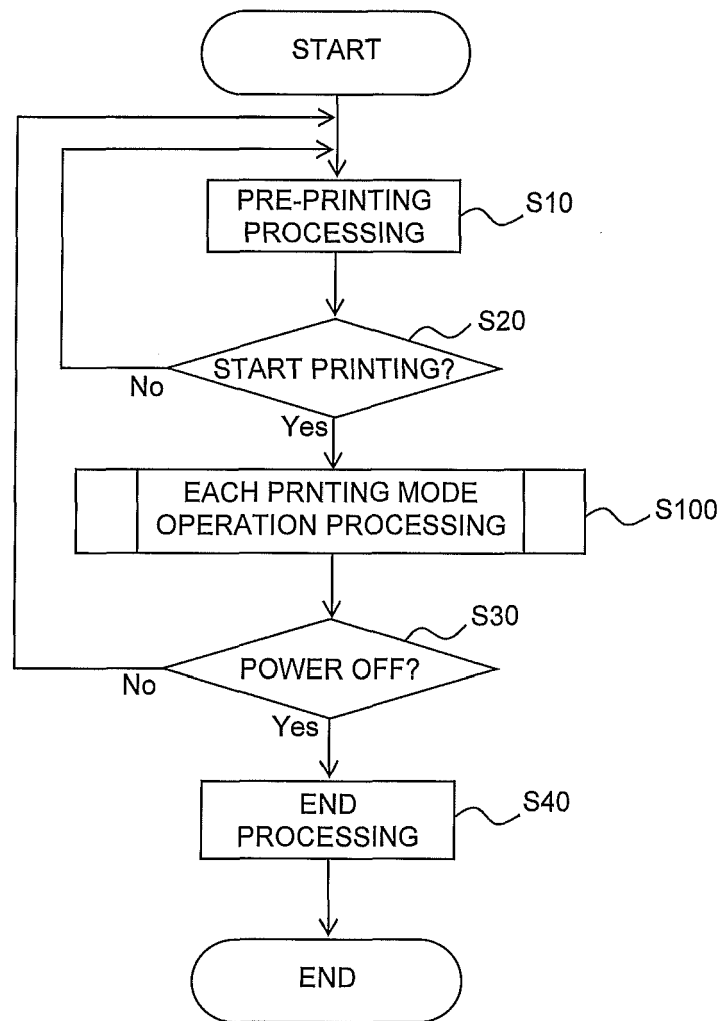 START
PRE-PRINTING
PROCESSING
S10
S20
START PRINTING?
No
Yes
EACH PRNTING MODE
OPERATION PROCESSING
S100
S30
POWER OFF?
No
Yes
END
PROCESSING
S40
END